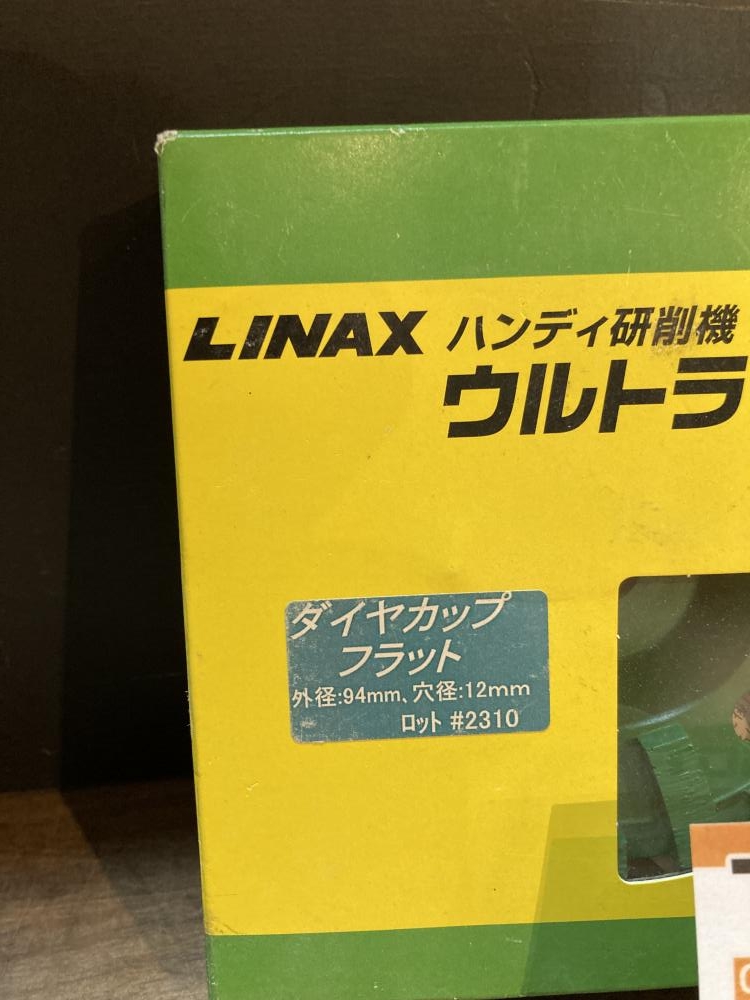 LINAX ハンディ研削機
ウルトラ
ダイヤカップ
フラット
外径:94mm、穴径:12mm
ロット #2310